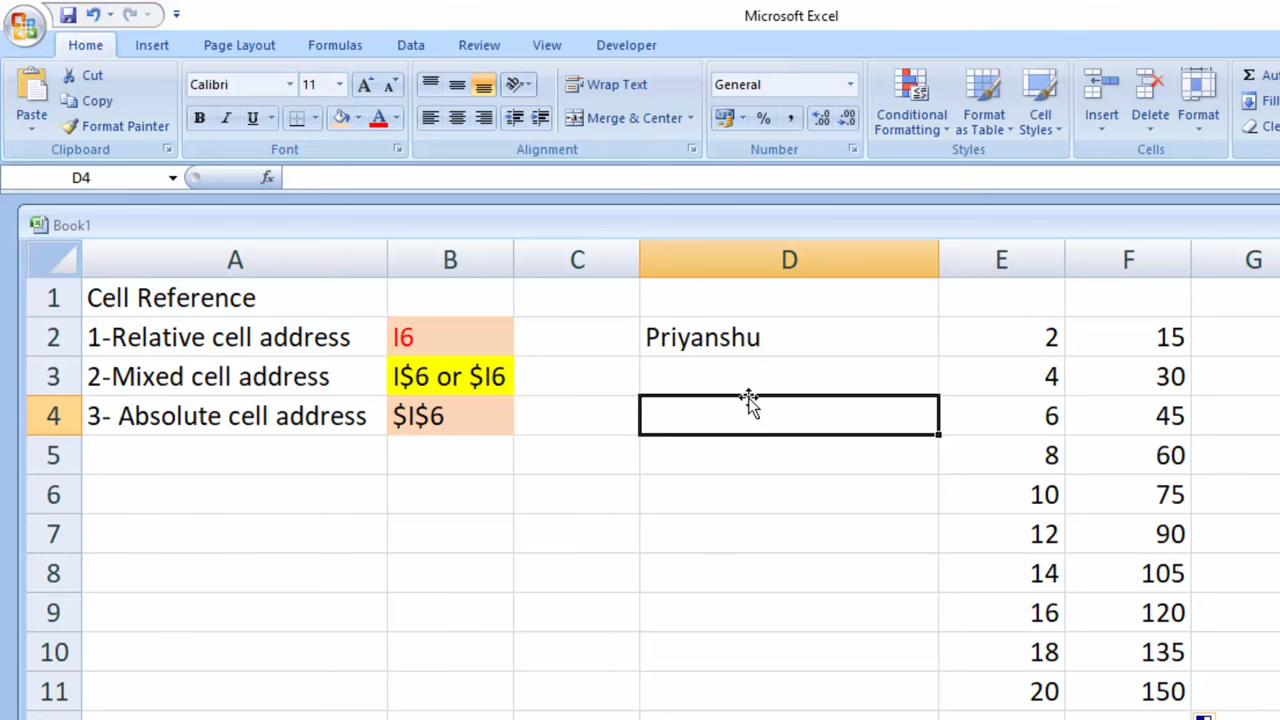 Microsoft Excel
Home Insert Page Layout Formulas Data Review View Developer
Paste Cut Copy Format Painter
Calibri 11 A A Wrap Text General
B I U A Merge & Center % ,
Conditional Formatting Format as Table Cell Styles Insert Delete Format
Clipboard Font Alignment Number Styles Cells
D4 fx
Book1
A B C D E F G
1 Cell Reference
2 1-Relative cell address I6 Priyanshu 2 15
3 2-Mixed cell address I$6 or $I6 4 30
4 3- Absolute cell address $I$6 6 45
5 8 60
6 10 75
7 12 90
8 14 105
9 16 120
10 18 135
11 20 150